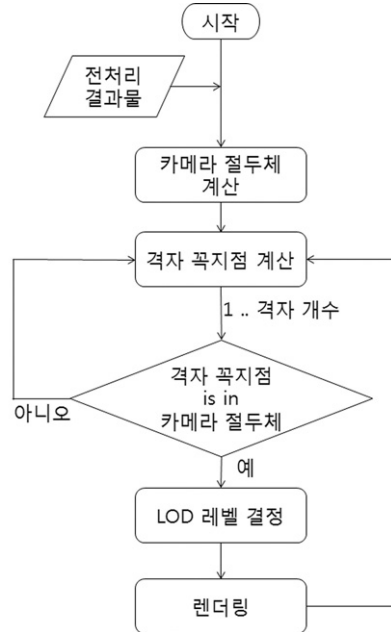 시작
전처리
결과물
카메라 절두체
계산
격자 꼭지점 계산
1 .. 격자 개수
격자 꼭지점
is in
카메라 절두체
아니오
예
LOD 레벨 결정
렌더링